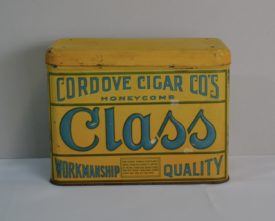 CORDOVE CIGAR CO'S
HONEYCOMB
Class
WORKMANSHIP QUALITY